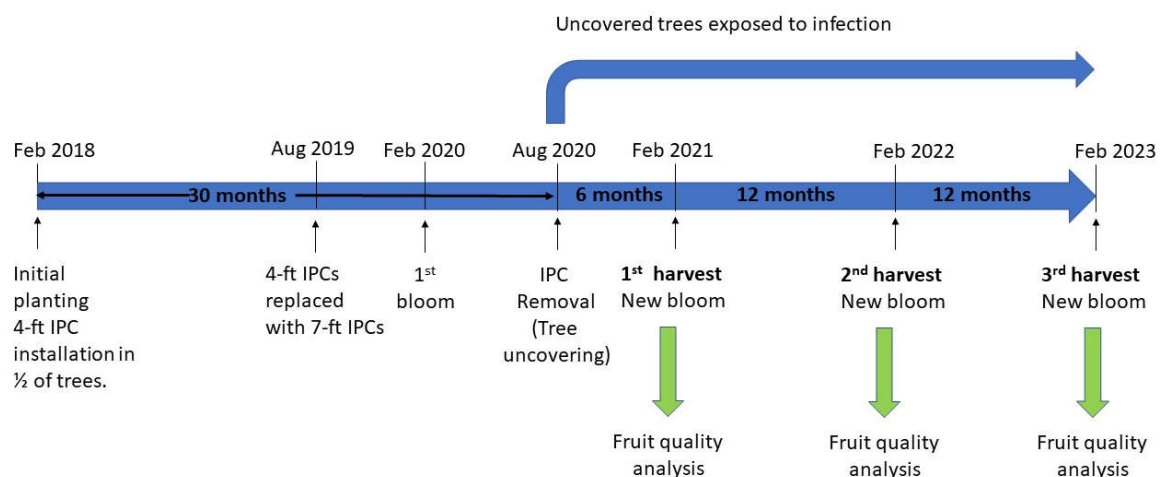 Uncovered trees exposed to infection
Feb 2018
Aug 2019
Feb 2020
Aug 2020
Feb 2021
Feb 2022
Feb 2023
30 months
6 months
12 months
12 months
Initial
planting
4-ft IPC
installation in
½ of trees.
4-ft IPCs
replaced
with 7-ft IPCs
1st
bloom
IPC
Removal
(Tree
uncovering)
1st harvest
New bloom
2nd harvest
New bloom
3rd harvest
New bloom
Fruit quality
analysis
Fruit quality
analysis
Fruit quality
analysis